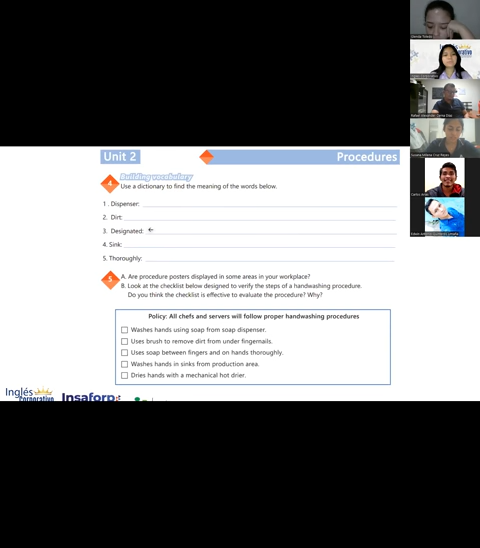 Unit 2
Procedures
4
Building vocabulary
Use a dictionary to find the meaning of the words below.
1. Dispenser:
2. Dirt:
3. Designated:
4. Sink:
5. Thoroughly:
5
A. Are procedure posters displayed in some areas in your workplace?
B. Look at the checklist below designed to verify the steps of a handwashing procedure.
Do you think the checklist is effective to evaluate the procedure? Why?
Policy: All chefs and servers will follow proper handwashing procedures
Washes hands using soap from soap dispenser.
Uses brush to remove dirt from under fingernails.
Uses soap between fingers and on hands thoroughly.
Washes hands in sinks from production area.
Dries hands with a mechanical hot drier.
Inglés
corporativo
Insaforp